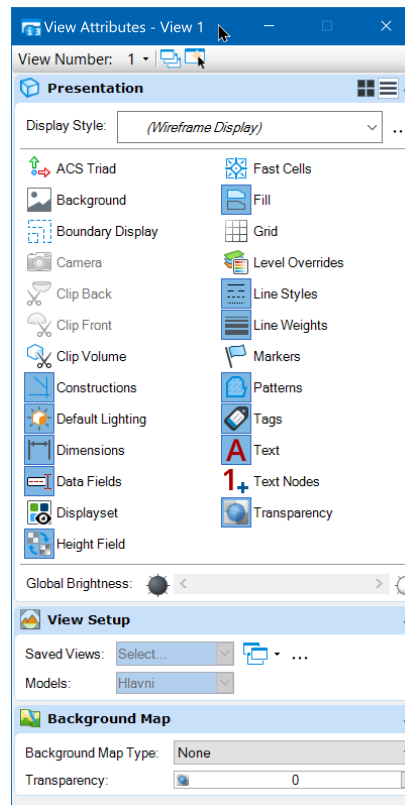 View Attributes - View 1
View Number: 1
Presentation
Display Style: (Wireframe Display) ...
ACS Triad
Fast Cells
Background
Fill
Boundary Display
Grid
Camera
Level Overrides
Clip Back
Line Styles
Clip Front
Line Weights
Clip Volume
Markers
Constructions
Patterns
Default Lighting
Tags
Dimensions
A Text
Data Fields
1+ Text Nodes
Displayset
Transparency
Height Field
Global Brightness:
View Setup
Saved Views: Select... ...
Models: Hlavni
Background Map
Background Map Type: None
Transparency: 0